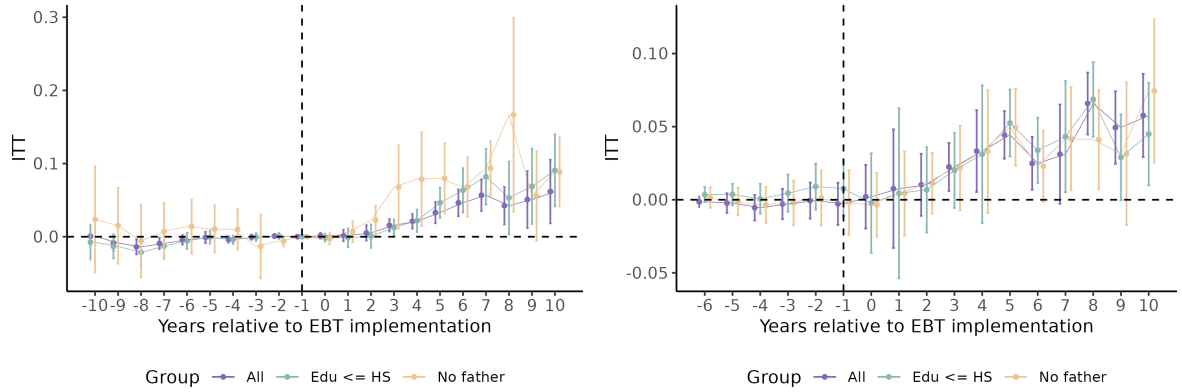 0.3
0.2
0.1
0.0
ITT
-10 -9 -8 -7 -6 -5 -4 -3 -2 -1 0 1 2 3 4 5 6 7 8 9 10
Years relative to EBT implementation
Group All Edu <= HS No father
0.10
0.05
0.00
-0.05
ITT
-6 -5 -4 -3 -2 -1 0 1 2 3 4 5 6 7 8 9 10
Years relative to EBT implementation
Group All Edu <= HS No father